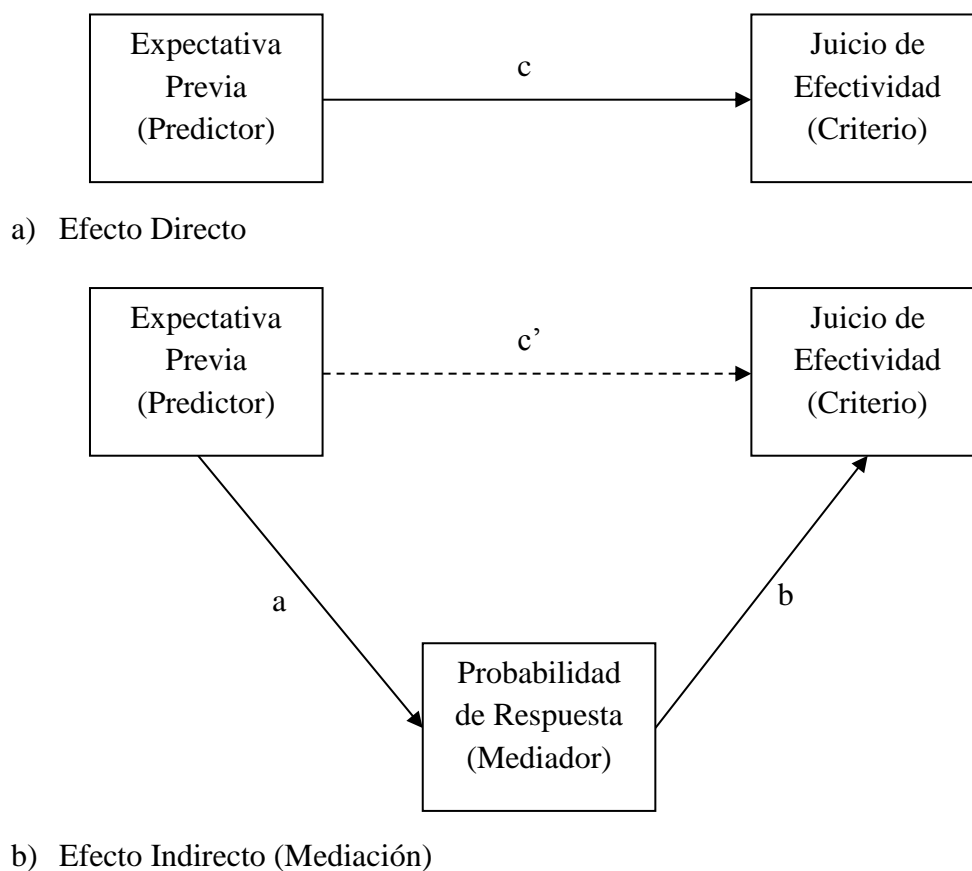 Expectativa
Previa
(Predictor)
c
Juicio de
Efectividad
(Criterio)
a) Efecto Directo
Expectativa
Previa
(Predictor)
c’
Juicio de
Efectividad
(Criterio)
a
b
Probabilidad
de Respuesta
(Mediador)
b) Efecto Indirecto (Mediación)